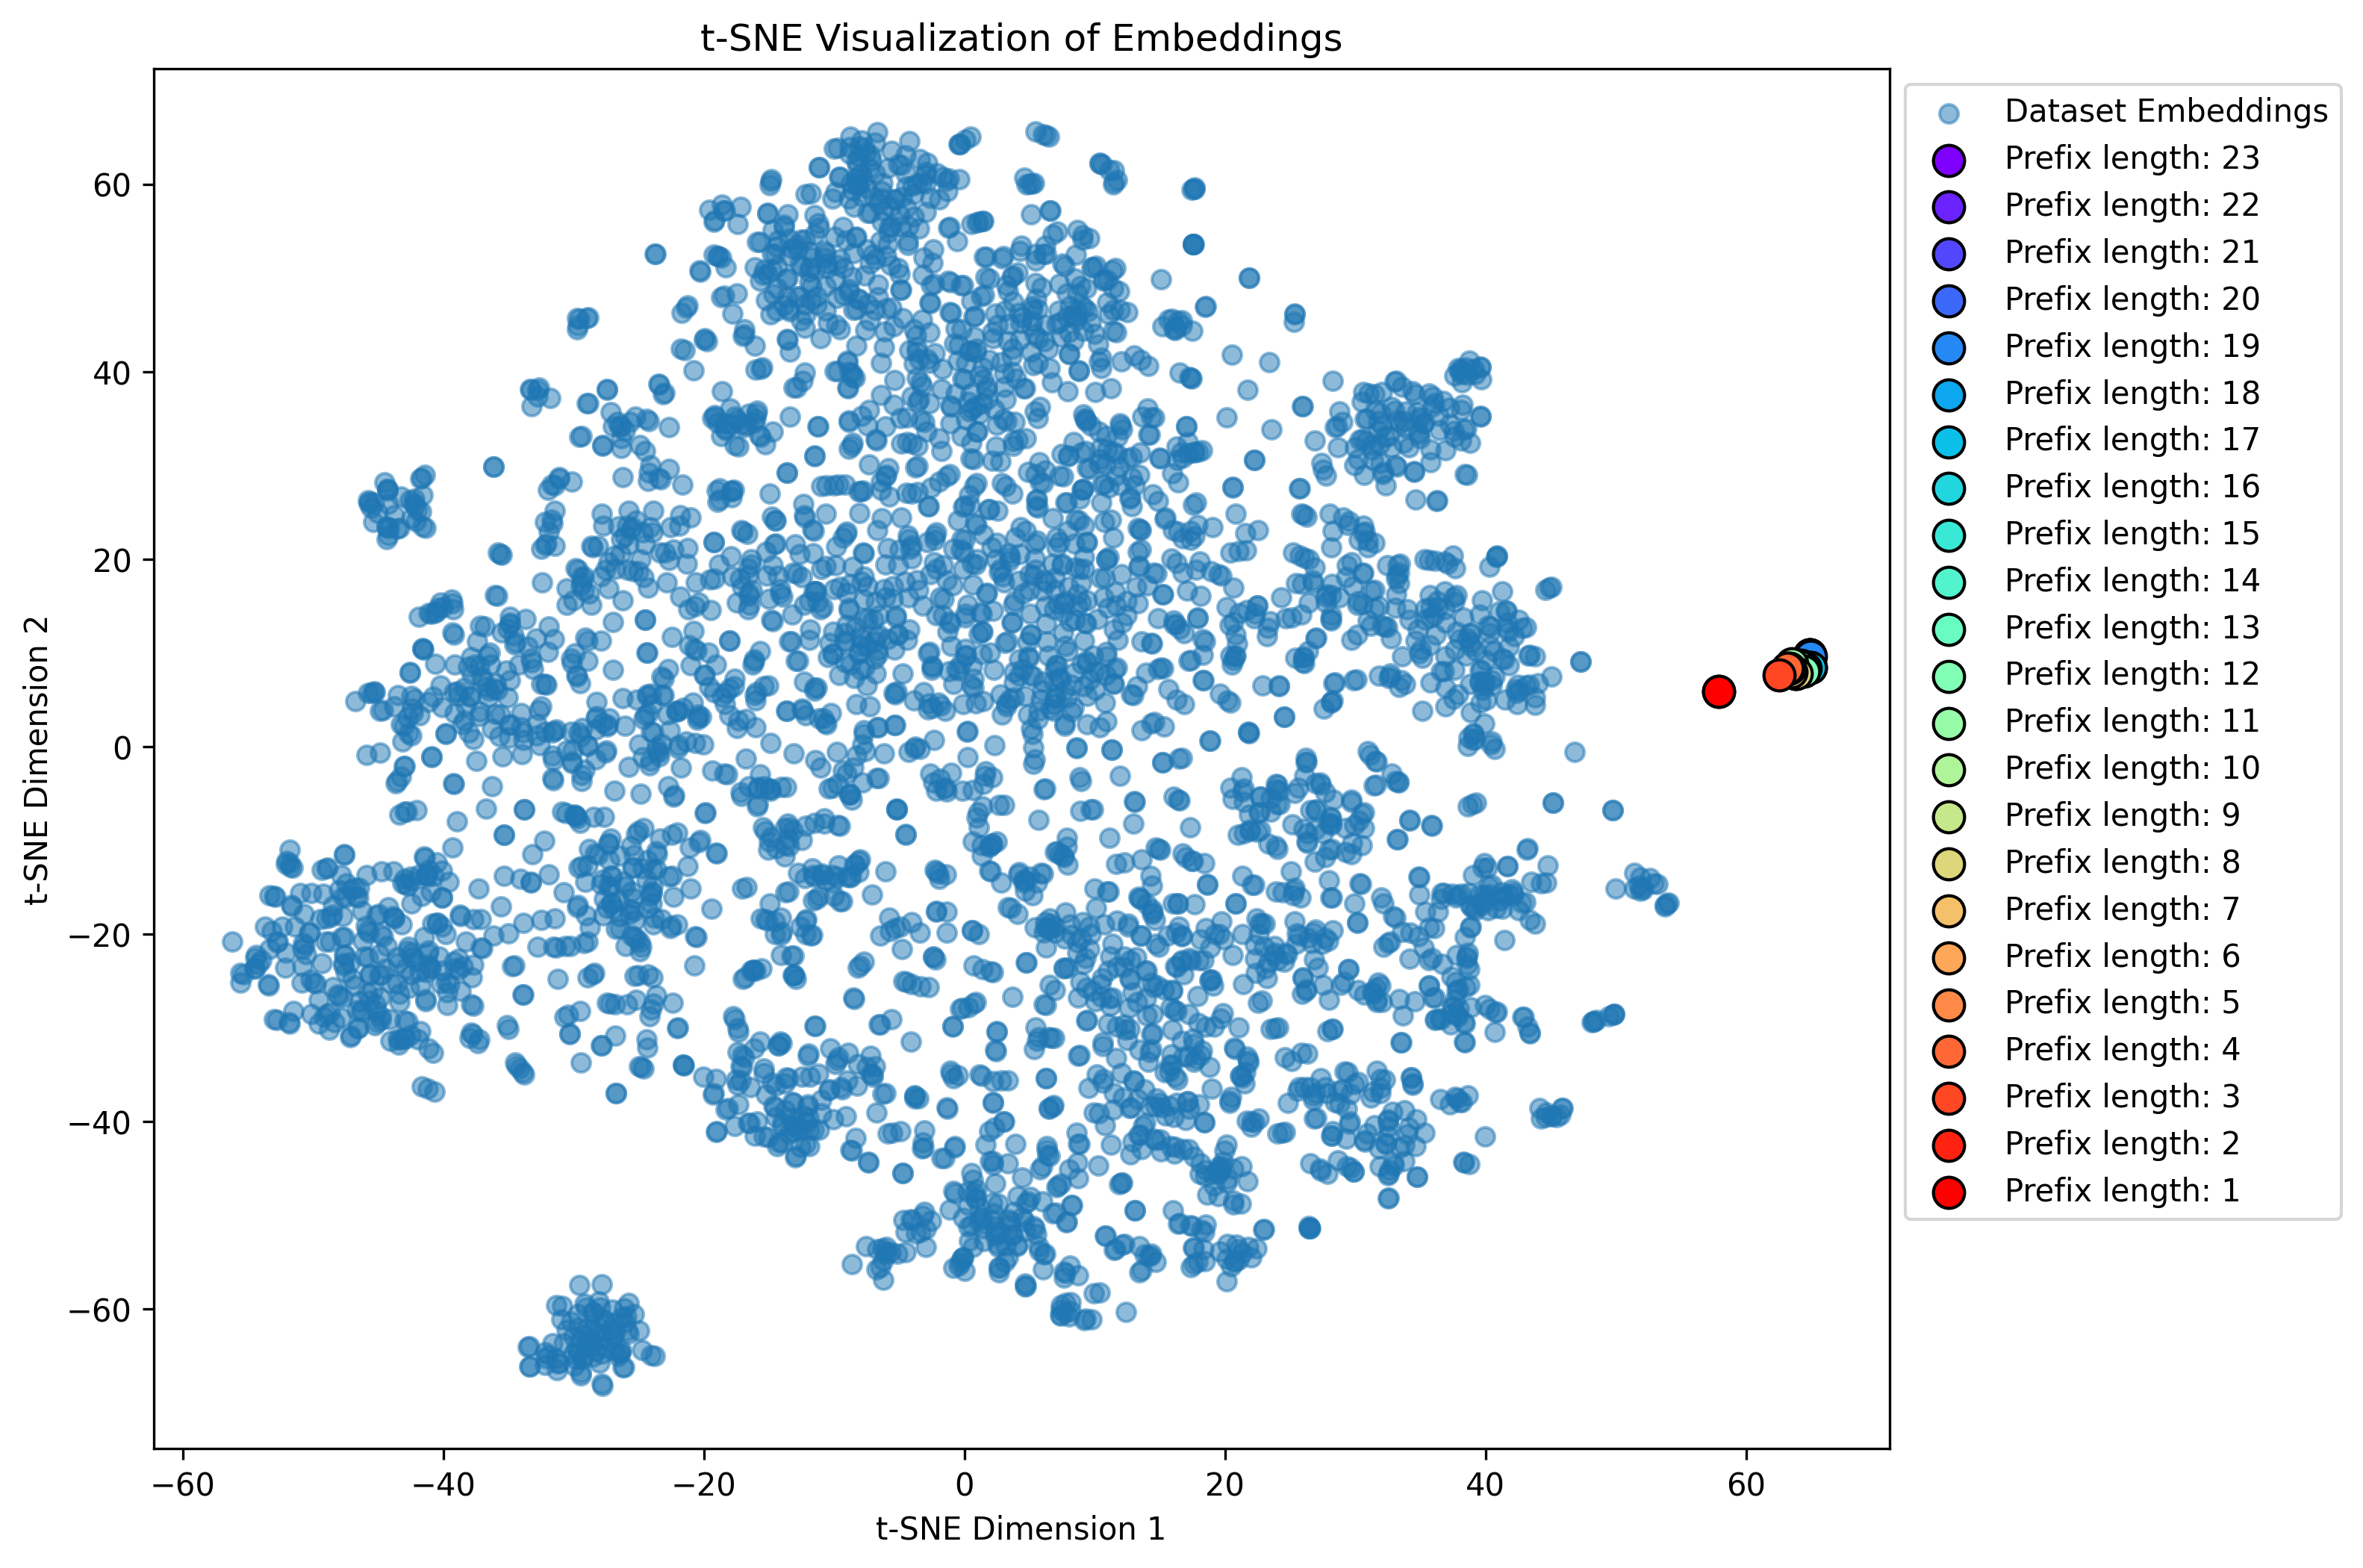 t-SNE Visualization of Embeddings
t-SNE Dimension 2
60
40
20
0
−20
−40
−60
−60
−40
−20
0
20
40
60
t-SNE Dimension 1
Dataset Embeddings
Prefix length: 23
Prefix length: 22
Prefix length: 21
Prefix length: 20
Prefix length: 19
Prefix length: 18
Prefix length: 17
Prefix length: 16
Prefix length: 15
Prefix length: 14
Prefix length: 13
Prefix length: 12
Prefix length: 11
Prefix length: 10
Prefix length: 9
Prefix length: 8
Prefix length: 7
Prefix length: 6
Prefix length: 5
Prefix length: 4
Prefix length: 3
Prefix length: 2
Prefix length: 1